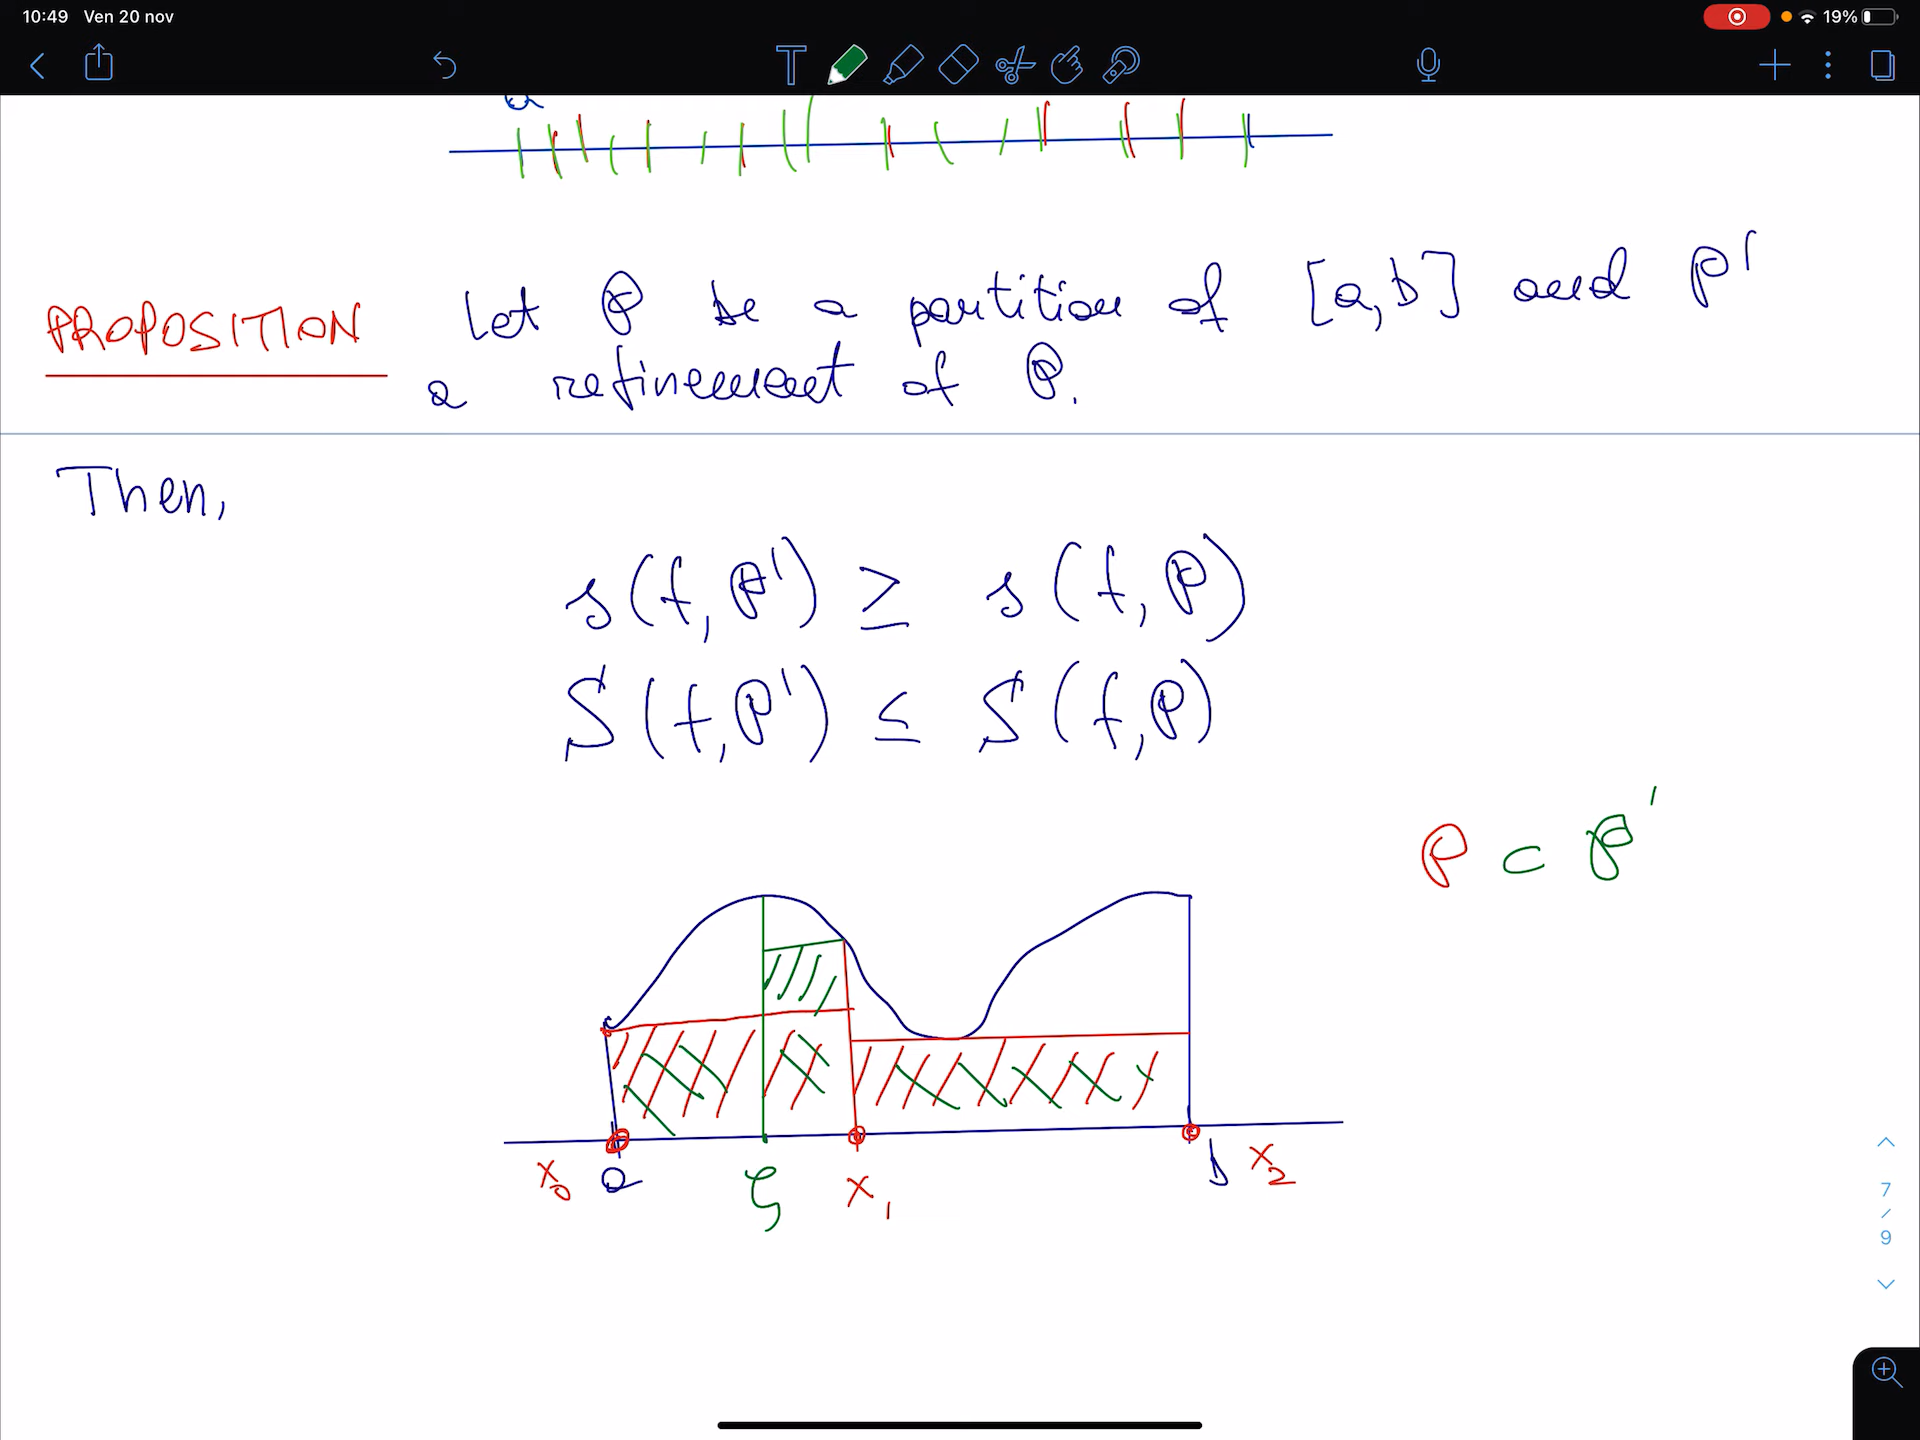 10:49 Ven 20 nov
19%
T
a
PROPOSITION Let P be a partition of [a,b] and P'
a refinement of P.
Then,
s(f,P') ≥ s(f,P)
S(f,P') ≤ S(f,P)
P ⊂ P'
x₀ a ζ x₁ b x₂
7
/
9